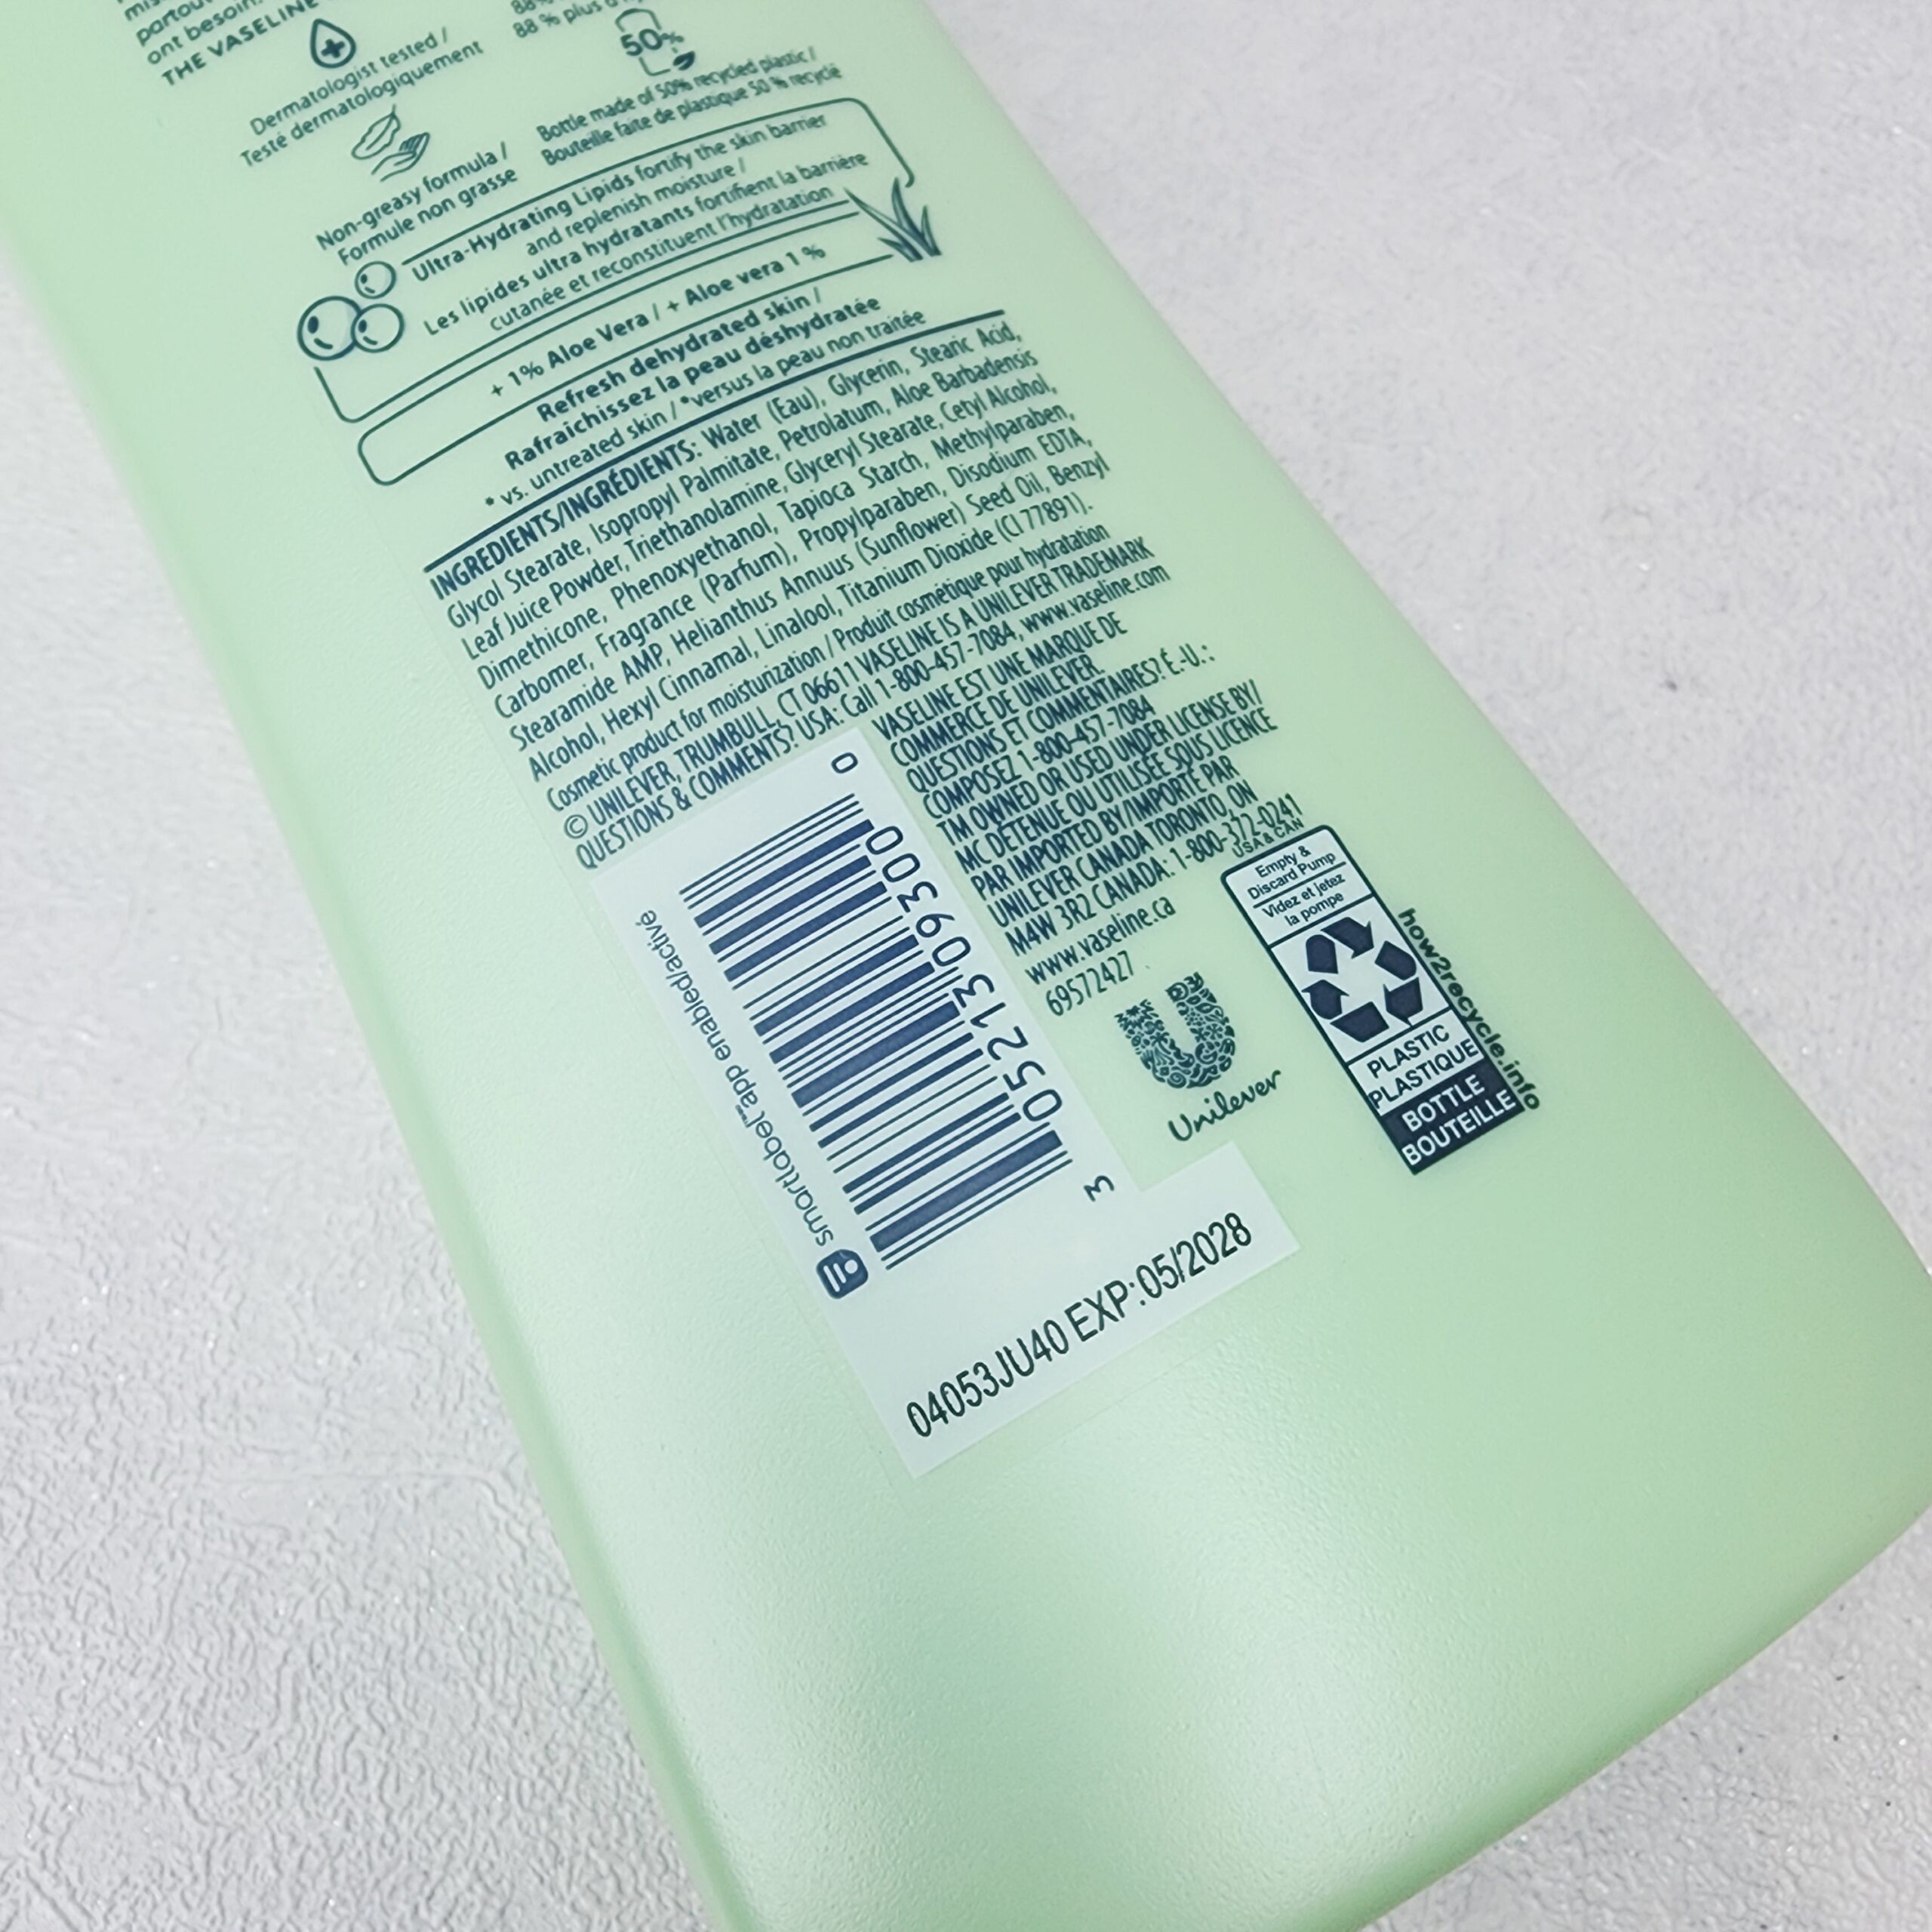 partout
ont besoin.
THE VASELINE
Dermatologist tested /
Testé dermatologiquement
88 % plus
50%
Bottle made of 50% recycled plastic /
Bouteille faite de plastique 50 % recyclé
Non-greasy formula /
Formule non grasse
Ultra-Hydrating Lipids fortify the skin barrier
and replenish moisture /
Les lipides ultra hydratants fortifient la barrière
cutanée et reconstituent l'hydratation
+ 1% Aloe Vera / + Aloe vera 1 %
Refresh dehydrated skin /
Rafraichissez la peau déshydratée
* vs. untreated skin / *versus la peau non traitée
INGREDIENTS/INGRÉDIENTS: Water (Eau), Glycerin, Stearic Acid,
Glycol Stearate, Isopropyl Palmitate, Petrolatum, Aloe Barbadensis
Leaf Juice Powder, Triethanolamine, Glyceryl Stearate, Cetyl Alcohol,
Dimethicone, Phenoxyethanol, Tapioca Starch, Methylparaben,
Carbomer, Fragrance (Parfum), Propylparaben, Disodium EDTA,
Stearamide AMP, Helianthus Annuus (Sunflower) Seed Oil, Benzyl
Alcohol, Hexyl Cinnamal, Linalool, Titanium Dioxide (CI 77891).
Cosmetic product for moisturization / Produit cosmétique pour hydratation
© UNILEVER, TRUMBULL, CT 06611 VASELINE IS A UNILEVER TRADEMARK
QUESTIONS & COMMENTS? USA: Call 1-800-457-7084, www.vaseline.com
VASELINE EST UNE MARQUE DE
COMMERCE DE UNILEVER.
QUESTIONS ET COMMENTAIRES? É.-U.:
COMPOSEZ 1-800-457-7084
TM OWNED OR USED UNDER LICENSE BY/
MC DÉTENUE OU UTILISÉE SOUS LICENCE
PAR IMPORTED BY/IMPORTÉ PAR
UNILEVER CANADA TORONTO, ON
M4W 3R2 CANADA: 1-800-372-0241
www.vaseline.ca
69572427
Unilever
smartlabel™ app enabled/activé
3 05213 09300 0
04053JU40 EXP:05/2028
USA & CAN
Empty &
Discard Pump
Videz et jetez
la pompe
PLASTIC
PLASTIQUE
BOTTLE
BOUTEILLE
how2recycle.info